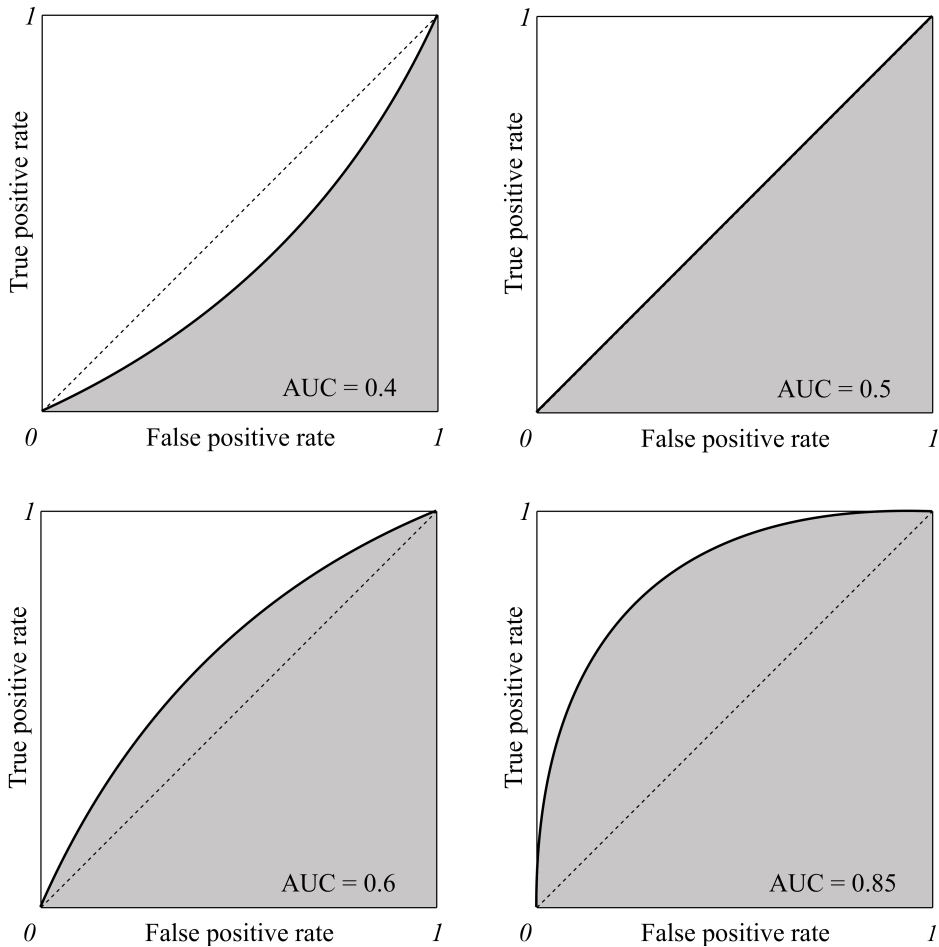 1
True positive rate
AUC = 0.4
0 False positive rate 1
1
True positive rate
AUC = 0.5
0 False positive rate 1
1
True positive rate
AUC = 0.6
0 False positive rate 1
1
True positive rate
AUC = 0.85
0 False positive rate 1